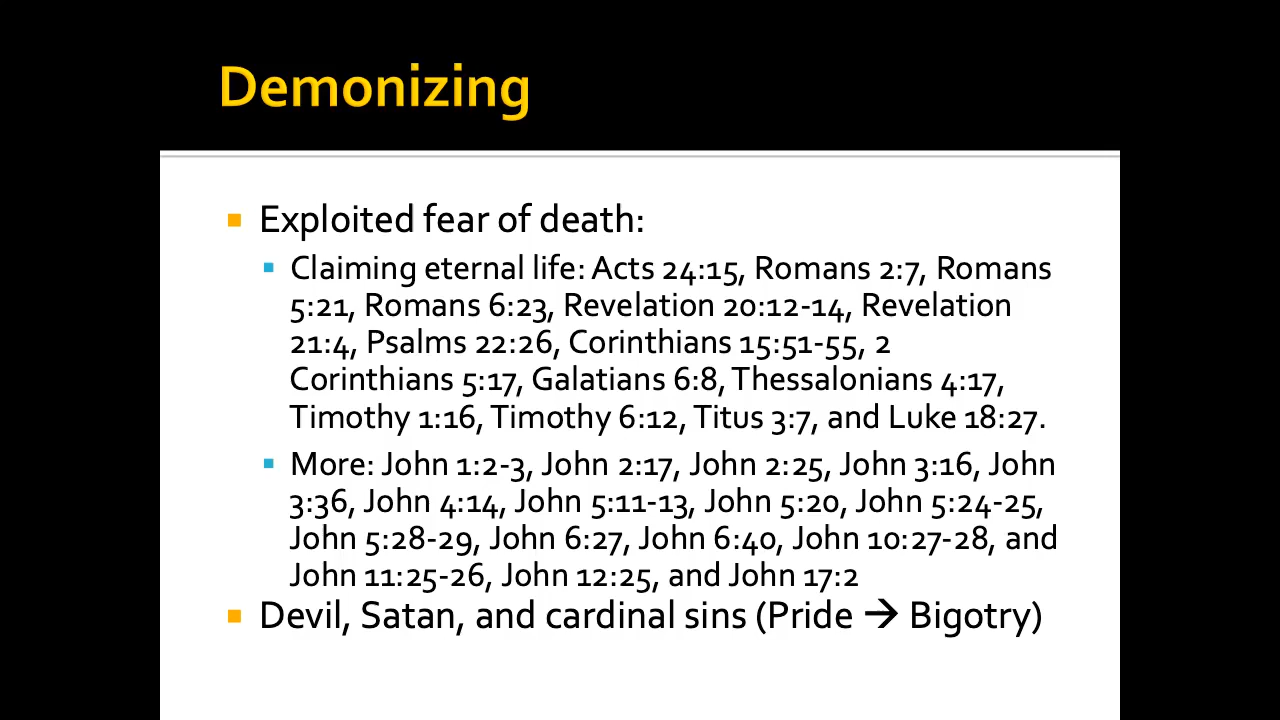 Demonizing
Exploited fear of death:
Claiming eternal life: Acts 24:15, Romans 2:7, Romans
5:21, Romans 6:23, Revelation 20:12-14, Revelation
21:4, Psalms 22:26, Corinthians 15:51-55, 2
Corinthians 5:17, Galatians 6:8, Thessalonians 4:17,
Timothy 1:16, Timothy 6:12, Titus 3:7, and Luke 18:27.
More: John 1:2-3, John 2:17, John 2:25, John 3:16, John
3:36, John 4:14, John 5:11-13, John 5:20, John 5:24-25,
John 5:28-29, John 6:27, John 6:40, John 10:27-28, and
John 11:25-26, John 12:25, and John 17:2
Devil, Satan, and cardinal sins (Pride → Bigotry)